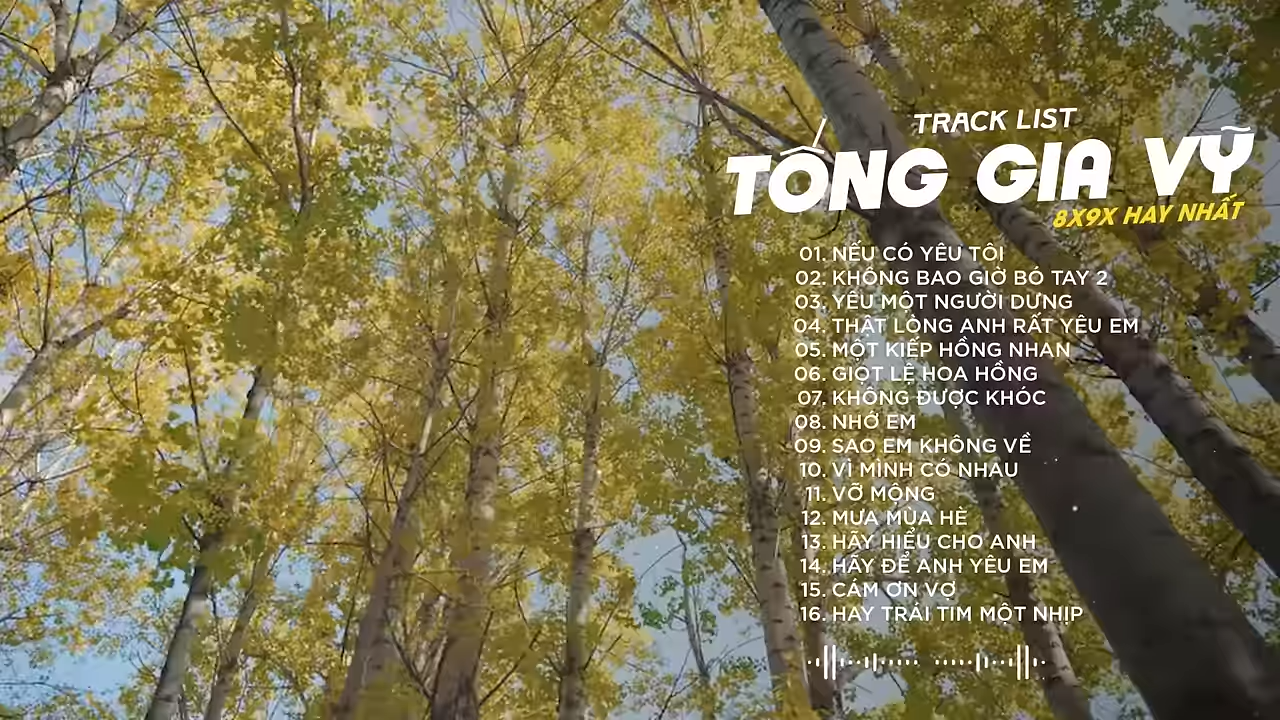 TRACK LIST
TỐNG GIA VỸ
8X9X HAY NHẤT
01. NẾU CÓ YÊU TÔI
02. KHÔNG BAO GIỜ BỎ TAY 2
03. YÊU MỘT NGƯỜI DƯNG
04. THẬT LÒNG ANH RẤT YÊU EM
05. MỘT KIẾP HỒNG NHAN
06. GIỌT LỆ HOA HỒNG
07. KHÔNG ĐƯỢC KHÓC
08. NHỚ EM
09. SAO EM KHÔNG VỀ
10. VÌ MÌNH CÓ NHAU
11. VỠ MỘNG
12. MƯA MÙA HÈ
13. HÃY HIỂU CHO ANH
14. HÃY ĐỂ ANH YÊU EM
15. CÁM ƠN VỢ
16. HAY TRÁI TIM MỘT NHỊP